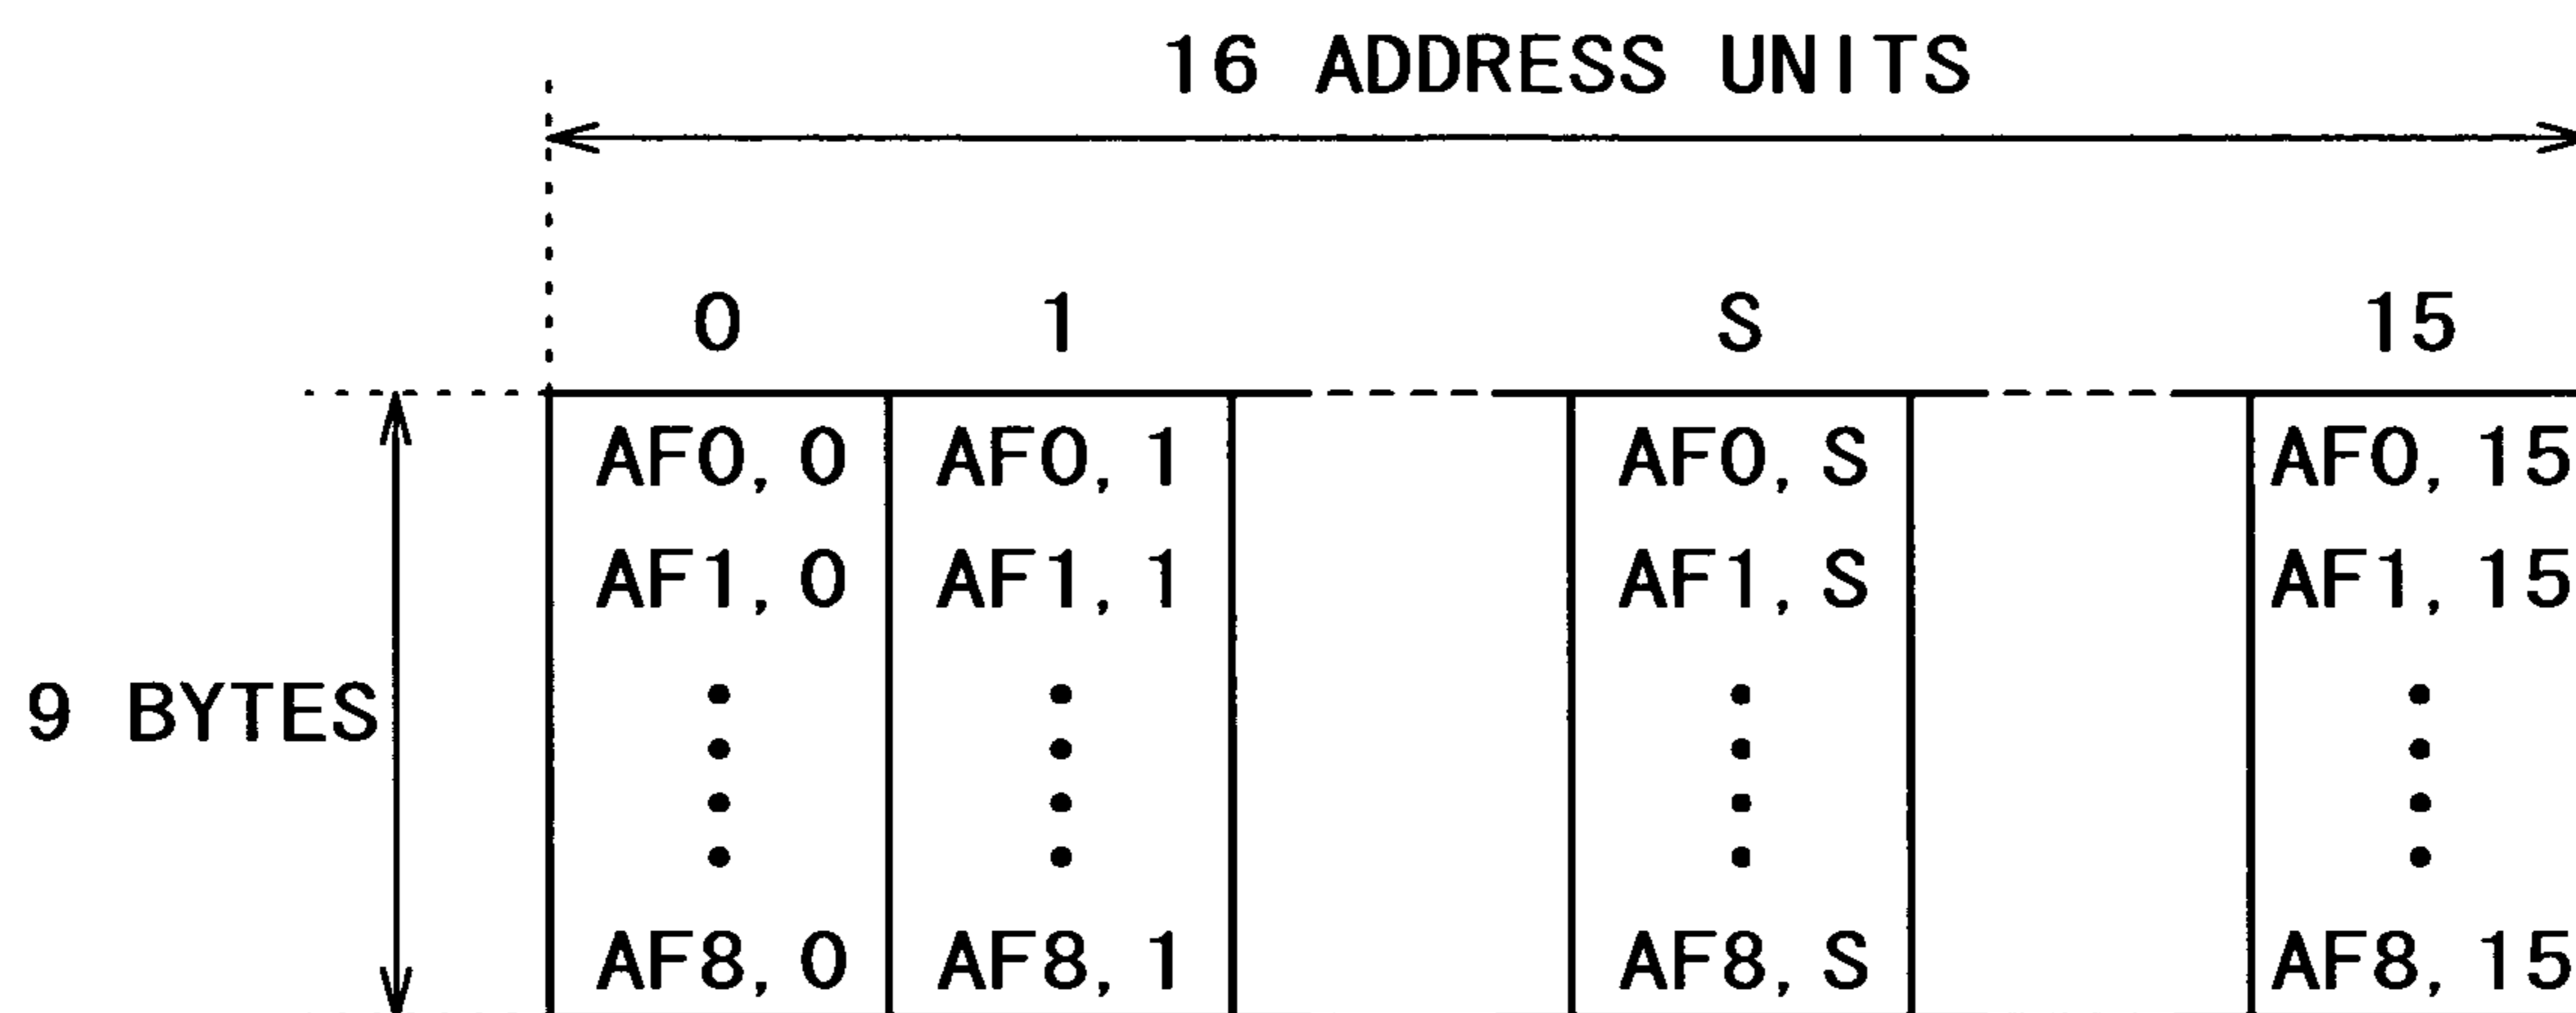 16 ADDRESS UNITS
0 1 S 15
AF0, 0 AF0, 1 AF0, S AF0, 15
AF1, 0 AF1, 1 AF1, S AF1, 15
9 BYTES
AF8, 0 AF8, 1 AF8, S AF8, 15